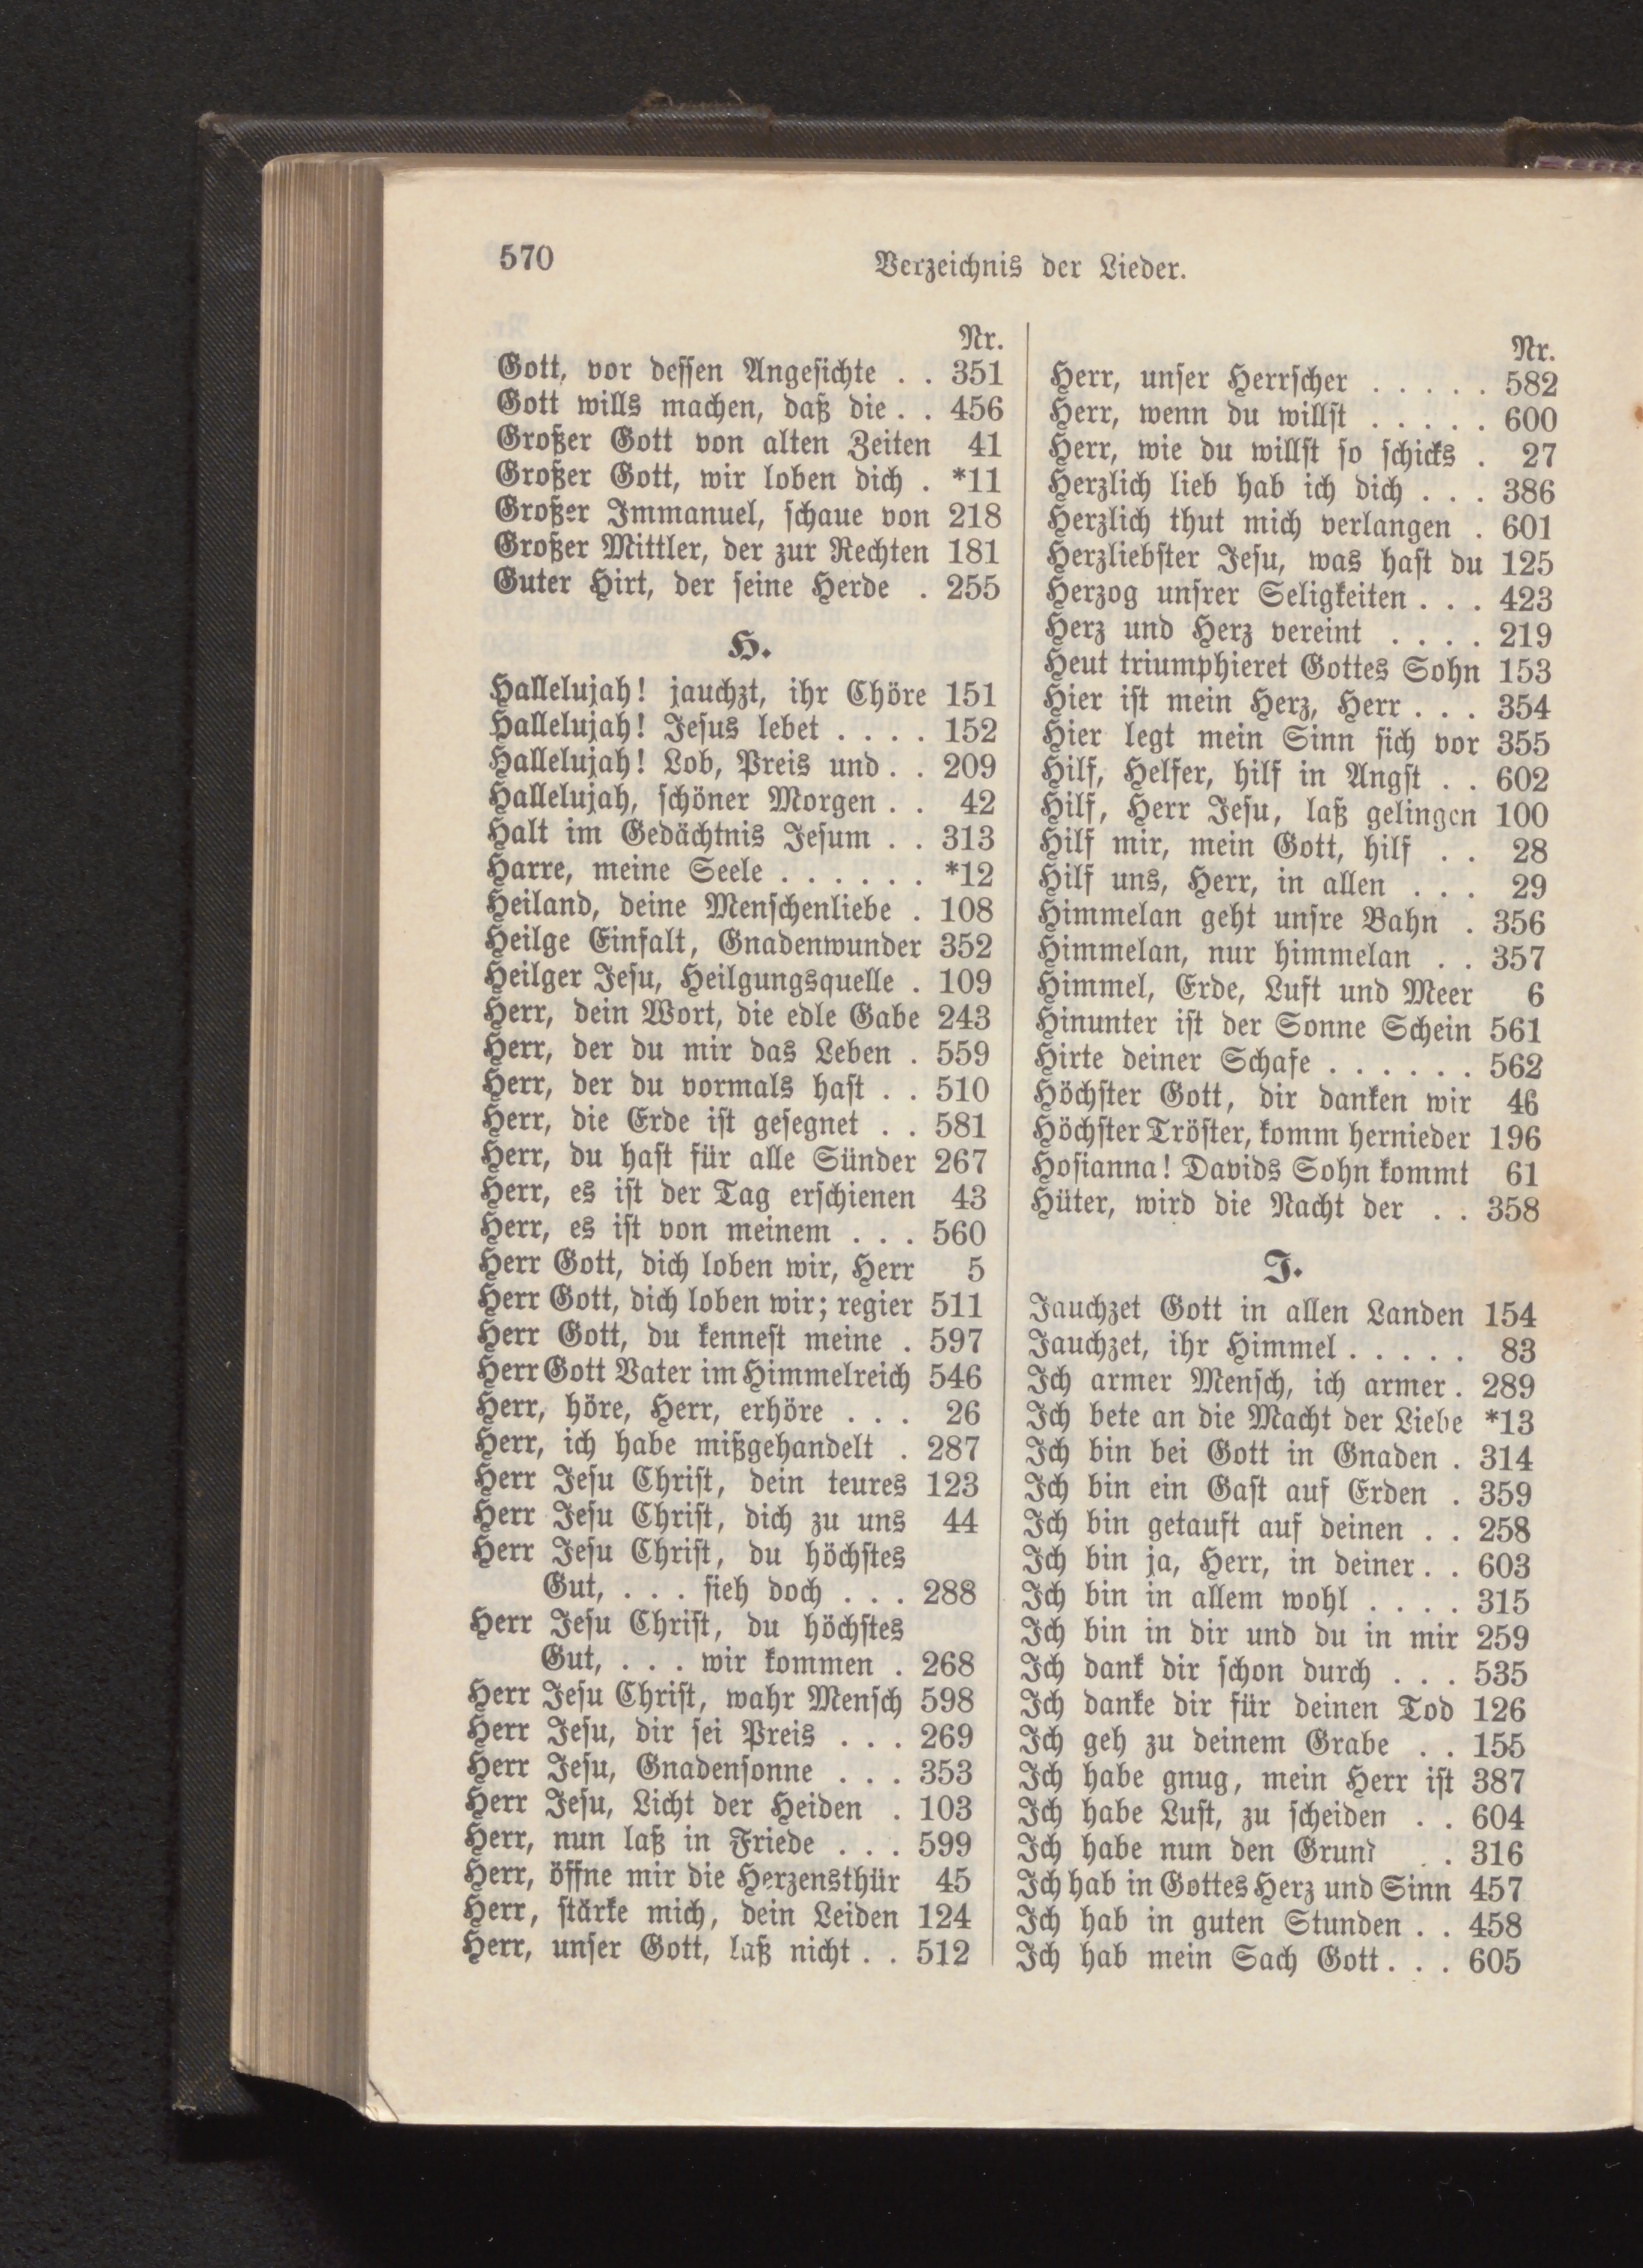 570
Verzeichnis der Lieder.
Nr.
Gott, vor dessen Angesichte . . 351
Gott wills machen, daß die . . 456
Großer Gott von alten Zeiten 41
Großer Gott, wir loben dich . *11
Großer Immanuel, schaue von 218
Großer Mittler, der zur Rechten 181
Guter Hirt, der seine Herde . 255
H.
Hallelujah! jauchzt, ihr Chöre 151
Hallelujah! Jesus lebet . . . . 152
Hallelujah! Lob, Preis und . . 209
Hallelujah, schöner Morgen . . 42
Halt im Gedächtnis Jesum . . 313
Harre, meine Seele . . . . . . *12
Heiland, deine Menschenliebe . 108
Heilge Einfalt, Gnadenwunder 352
Heilger Jesu, Heilgungsquelle . 109
Herr, dein Wort, die edle Gabe 243
Herr, der du mir das Leben . 559
Herr, der du vormals hast . . 510
Herr, die Erde ist gesegnet . . 581
Herr, du hast für alle Sünder 267
Herr, es ist der Tag erschienen 43
Herr, es ist von meinem . . . 560
Herr Gott, dich loben wir, Herr 5
Herr Gott, dich loben wir; regier 511
Herr Gott, du kennest meine . 597
Herr Gott Vater im Himmelreich 546
Herr, höre, Herr, erhöre . . . 26
Herr, ich habe mißgehandelt . 287
Herr Jesu Christ, dein teures 123
Herr Jesu Christ, dich zu uns 44
Herr Jesu Christ, du höchstes
Gut, . . . sieh doch . . . 288
Herr Jesu Christ, du höchstes
Gut, . . . wir kommen . 268
Herr Jesu Christ, wahr Mensch 598
Herr Jesu, dir sei Preis . . . 269
Herr Jesu, Gnadensonne . . . 353
Herr Jesu, Licht der Heiden . 103
Herr, nun laß in Friede . . . 599
Herr, öffne mir die Herzensthür 45
Herr, stärke mich, dein Leiden 124
Herr, unser Gott, laß nicht . . 512
Nr.
Herr, unser Herrscher . . . . . 582
Herr, wenn du willst . . . . . 600
Herr, wie du willst so schicks . 27
Herzlich lieb hab ich dich . . . 386
Herzlich thut mich verlangen . 601
Herzliebster Jesu, was hast du 125
Herzog unsrer Seligkeiten . . . 423
Herz und Herz vereint . . . . 219
Heut triumphieret Gottes Sohn 153
Hier ist mein Herz, Herr . . . 354
Hier legt mein Sinn sich vor 355
Hilf, Helfer, hilf in Angst . . 602
Hilf, Herr Jesu, laß gelingen 100
Hilf mir, mein Gott, hilf . . 28
Hilf uns, Herr, in allen . . . 29
Himmelan geht unsre Bahn . 356
Himmelan, nur himmelan . . 357
Himmel, Erde, Luft und Meer 6
Hinunter ist der Sonne Schein 561
Hirte deiner Schafe . . . . . . 562
Höchster Gott, dir danken wir 46
Höchster Tröster, komm hernieder 196
Hosianna! Davids Sohn kommt 61
Hüter, wird die Nacht der . . 358
J.
Jauchzet Gott in allen Landen 154
Jauchzet, ihr Himmel . . . . . 83
Ich armer Mensch, ich armer . 289
Ich bete an die Macht der Liebe *13
Ich bin bei Gott in Gnaden . 314
Ich bin ein Gast auf Erden . 359
Ich bin getauft auf deinen . . 258
Ich bin ja, Herr, in deiner . . 603
Ich bin in allem wohl . . . . 315
Ich bin in dir und du in mir 259
Ich dank dir schon durch . . . 535
Ich danke dir für deinen Tod 126
Ich geh zu deinem Grabe . . 155
Ich habe gnug, mein Herr ist 387
Ich habe Lust, zu scheiden . . 604
Ich habe nun den Grund . . 316
Ich hab in Gottes Herz und Sinn 457
Ich hab in guten Stunden . . 458
Ich hab mein Sach Gott . . . 605